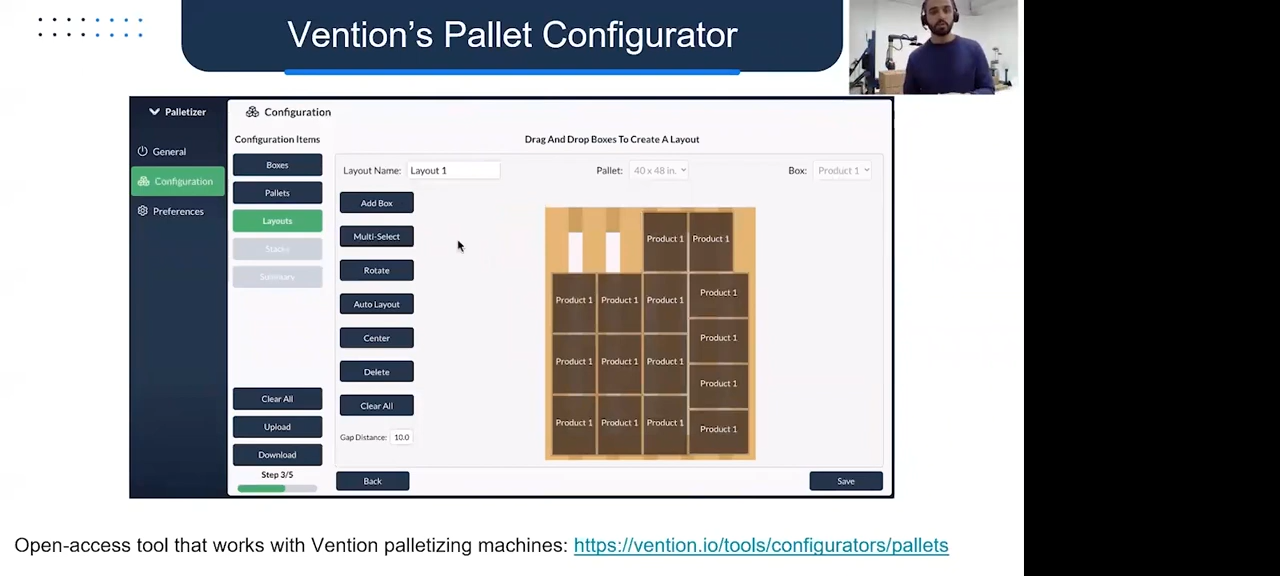 Vention's Pallet Configurator
Palletizer
Configuration
General
Configuration
Preferences
Configuration Items
Boxes
Pallets
Layouts
Stacks
Summary
Clear All
Upload
Download
Step 3/5
Drag And Drop Boxes To Create A Layout
Layout Name: Layout 1
Pallet: 40 x 48 in.
Box: Product 1
Add Box
Multi-Select
Rotate
Auto Layout
Center
Delete
Clear All
Gap Distance: 10.0
Product 1 Product 1
Product 1 Product 1 Product 1 Product 1
Product 1
Product 1 Product 1 Product 1 Product 1
Product 1 Product 1 Product 1 Product 1
Back
Save
Open-access tool that works with Vention palletizing machines: https://vention.io/tools/configurators/pallets